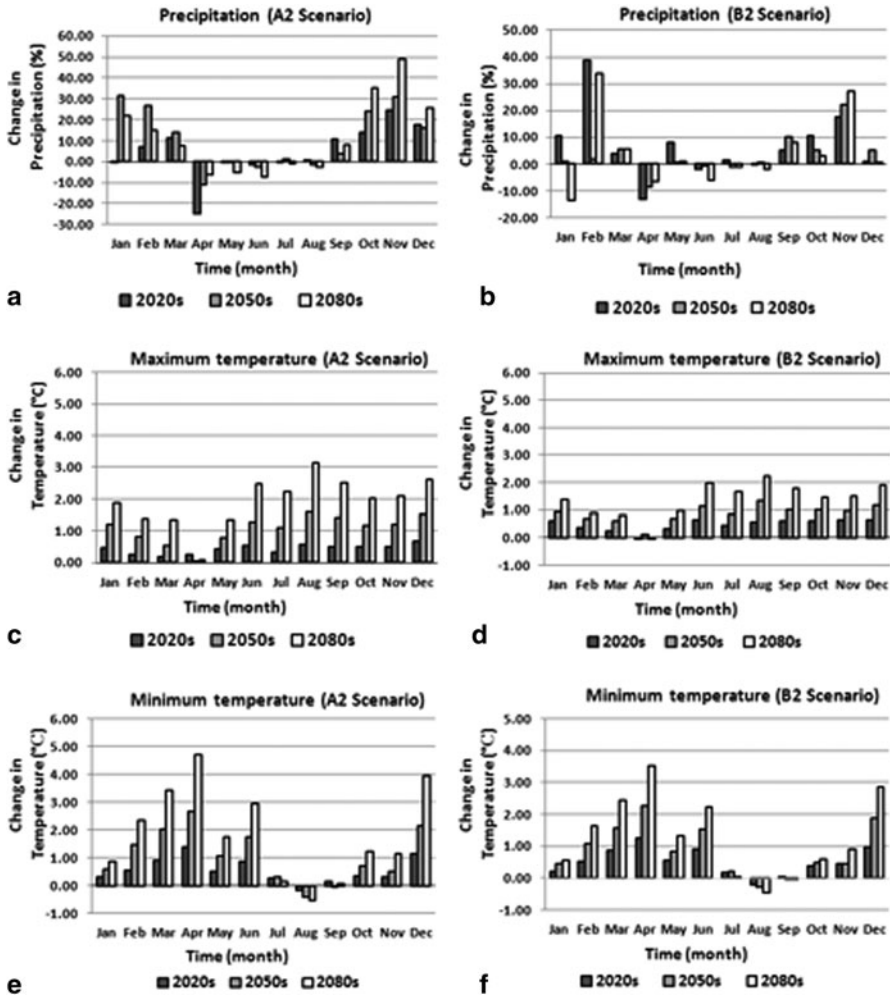 Precipitation (A2 Scenario)
Change in
Precipitation (%)
60.00
50.00
40.00
30.00
20.00
10.00
0.00
-10.00
-20.00
-30.00
Jan Feb Mar Apr May Jun Jul Aug Sep Oct Nov Dec
Time (month)
a
2020s 2050s 2080s
Precipitation (B2 Scenario)
Change in
Precipitation (%)
50.00
40.00
30.00
20.00
10.00
0.00
-10.00
-20.00
Jan Feb Mar Apr May Jun Jul Aug Sep Oct Nov Dec
Time (month)
b
2020s 2050s 2080s
Maximum temperature (A2 Scenario)
Change in
Temperature (°C)
6.00
5.00
4.00
3.00
2.00
1.00
0.00
Jan Feb Mar Apr May Jun Jul Aug Sep Oct Nov Dec
Time (month)
c
2020s 2050s 2080s
Maximum temperature (B2 Scenario)
Change in
Temperature (°C)
6.00
5.00
4.00
3.00
2.00
1.00
0.00
-1.00
Jan Feb Mar Apr May Jun Jul Aug Sep Oct Nov Dec
Time (month)
d
2020s 2050s 2080s
Minimum temperature (A2 Scenario)
Change in
Temperature (°C)
6.00
5.00
4.00
3.00
2.00
1.00
0.00
-1.00
Jan Feb Mar Apr May Jun Jul Aug Sep Oct Nov Dec
Time (month)
e
2020s 2050s 2080s
Minimum temperature (B2 Scenario)
Change in
Temperature (°C)
5.00
4.00
3.00
2.00
1.00
0.00
-1.00
Jan Feb Mar Apr May Jun Jul Aug Sep Oct Nov Dec
Time (month)
f
2020s 2050s 2080s